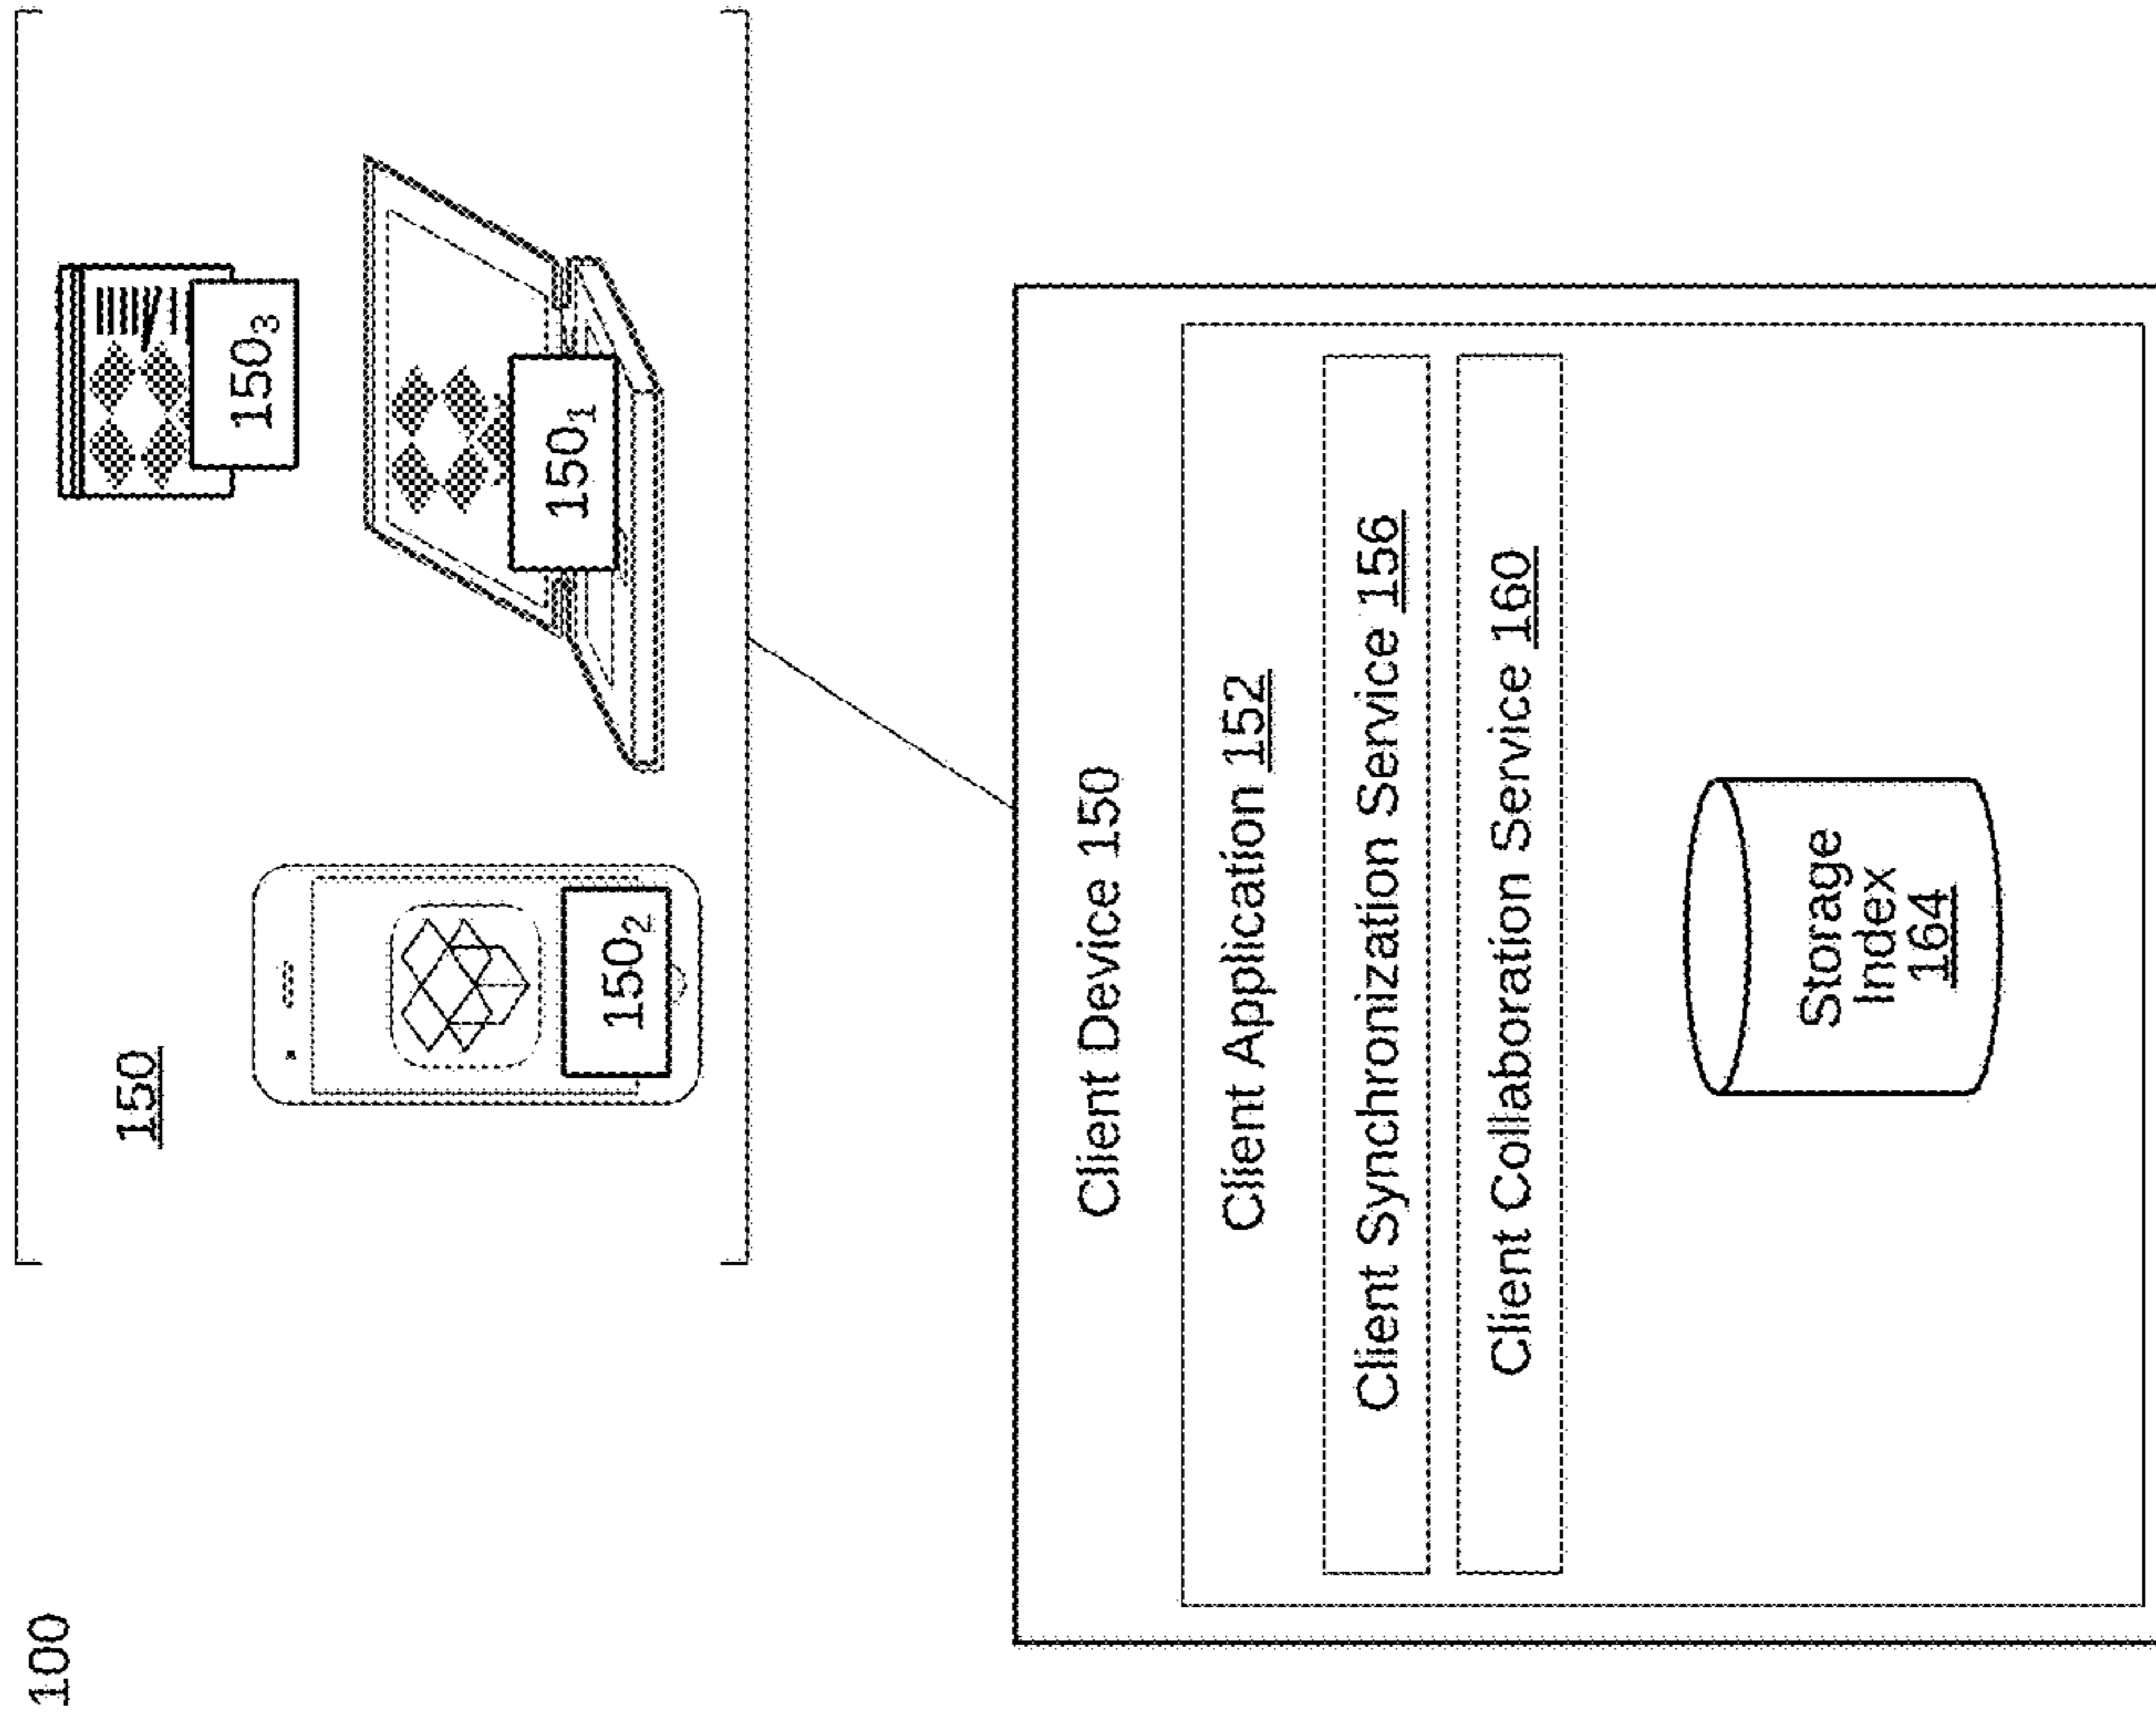 100
150
150₂
150₁
150₃
Client Device 150
Client Application 152
Client Synchronization Service 156
Client Collaboration Service 160
Storage
Index
164